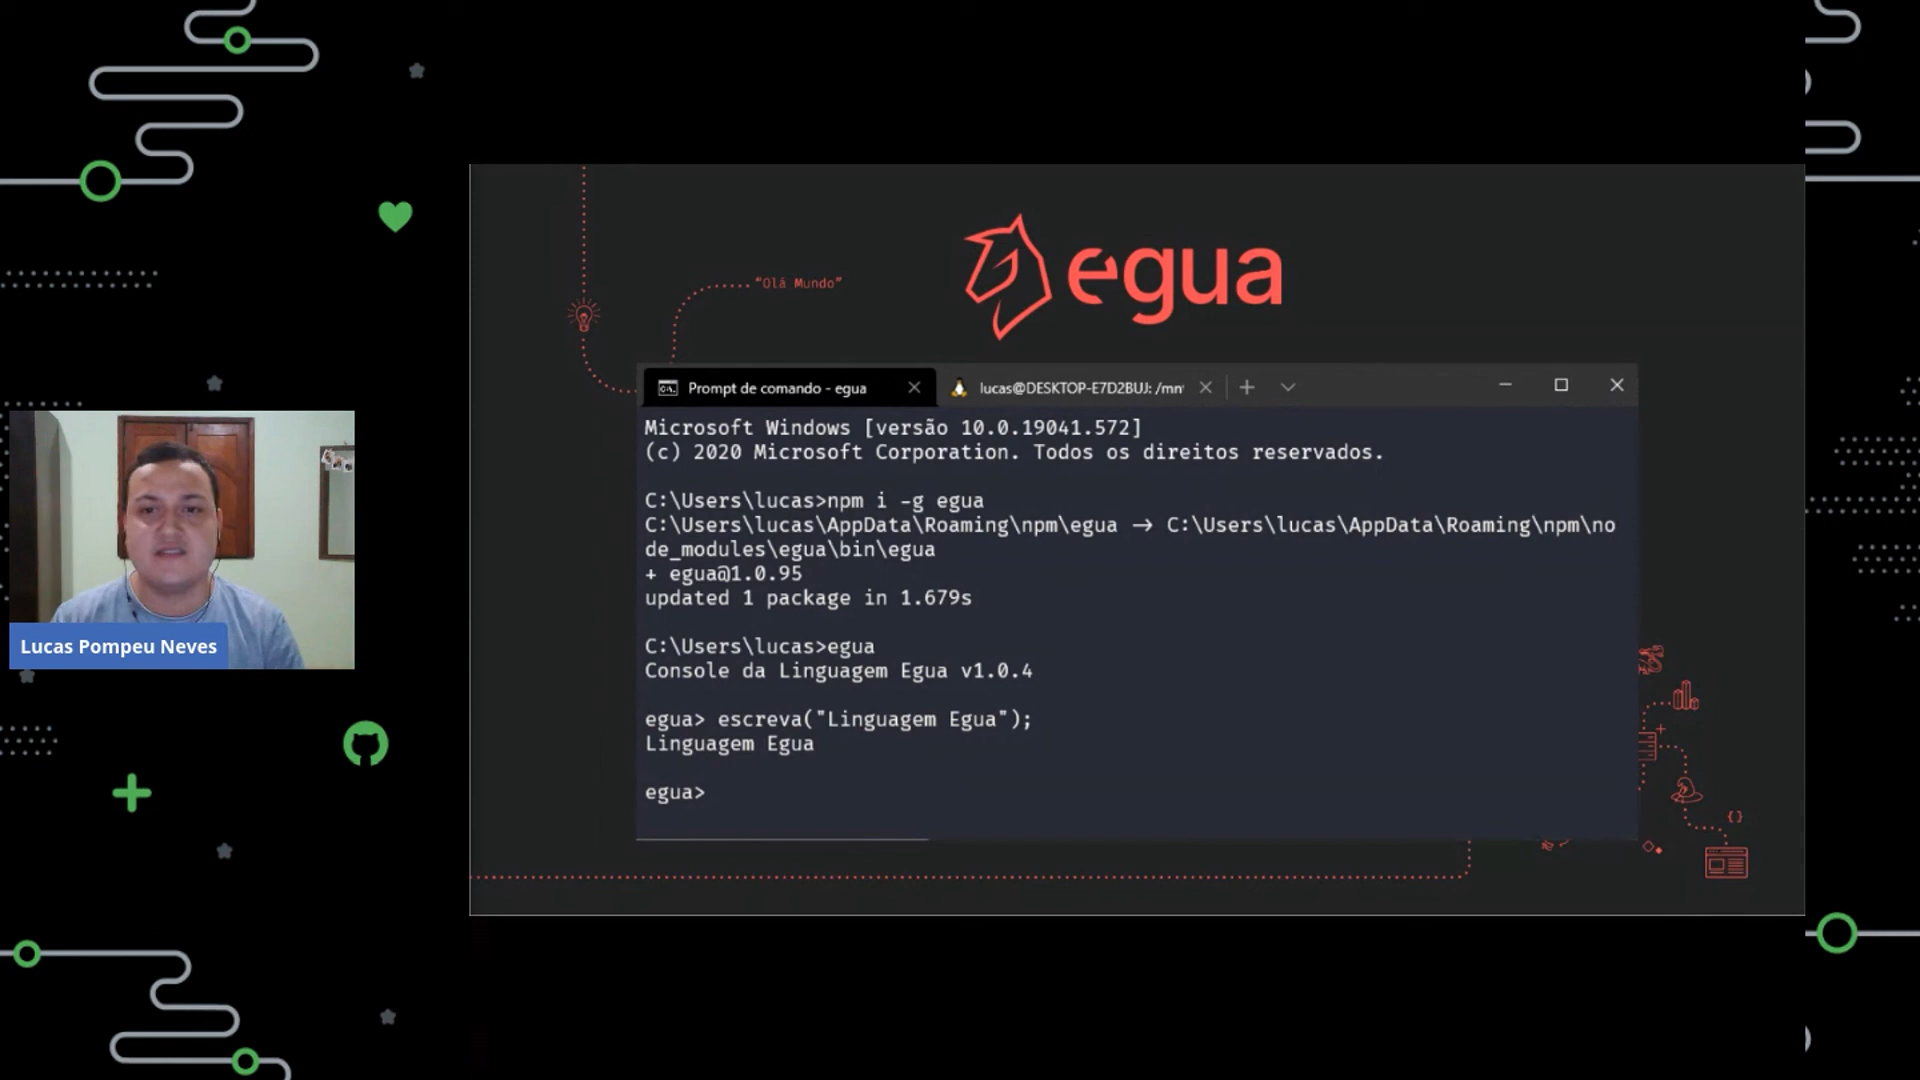 "Olá Mundo"
egua
Prompt de comando - egua
lucas@DESKTOP-E7D2BUJ: /mn
Microsoft Windows [versão 10.0.19041.572]
(c) 2020 Microsoft Corporation. Todos os direitos reservados.
C:\Users\lucas>npm i -g egua
C:\Users\lucas\AppData\Roaming\npm\egua → C:\Users\lucas\AppData\Roaming\npm\no
de_modules\egua\bin\egua
+ egua@1.0.95
updated 1 package in 1.679s
C:\Users\lucas>egua
Console da Linguagem Egua v1.0.4
egua> escreva("Linguagem Egua");
Linguagem Egua
egua>
Lucas Pompeu Neves